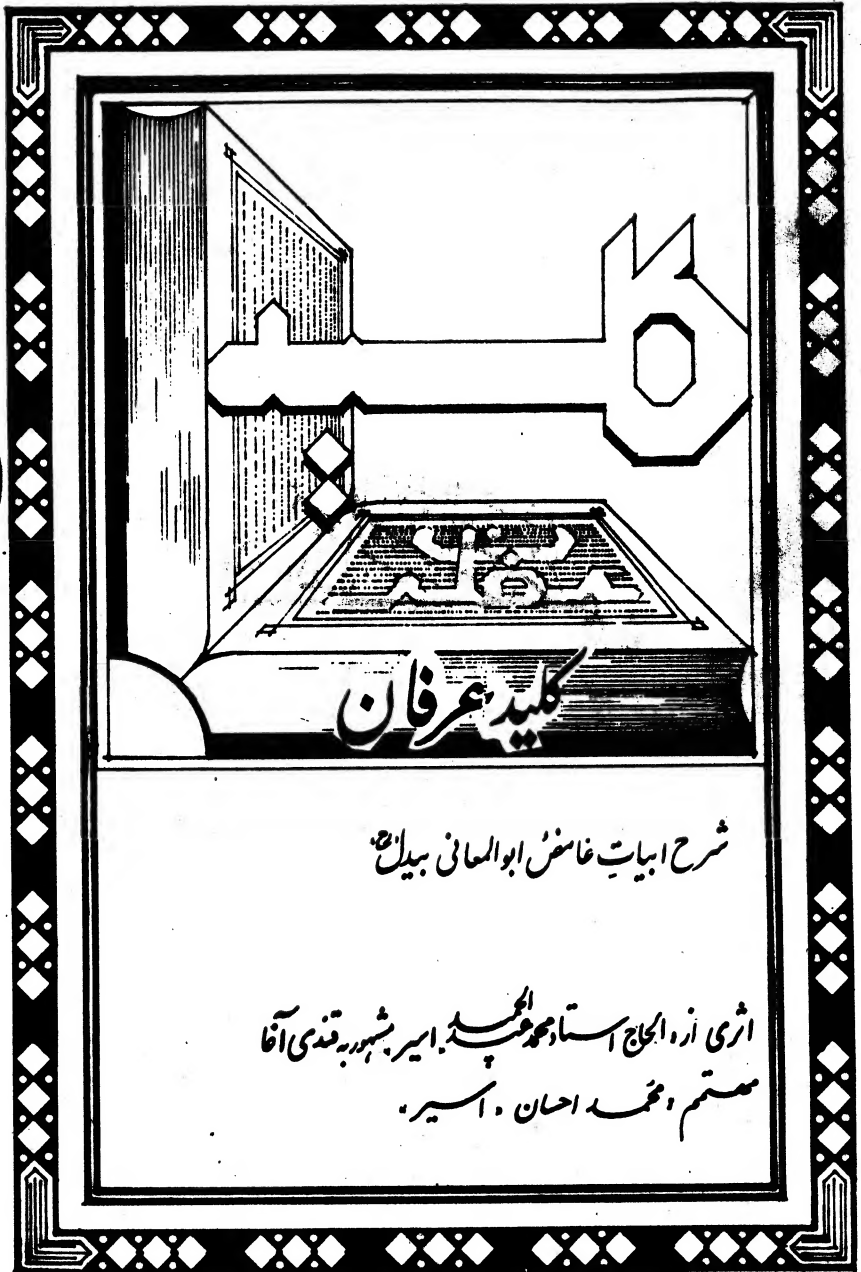 کلید عرفان
شرح ابیاتِ غامض ابوالمعانی بیدل رح
اثری از: الحاج استاد محمد عبدالحمید اسیر مشهور به قندی آغا
مهتمم: محمد احسان «اسیر»